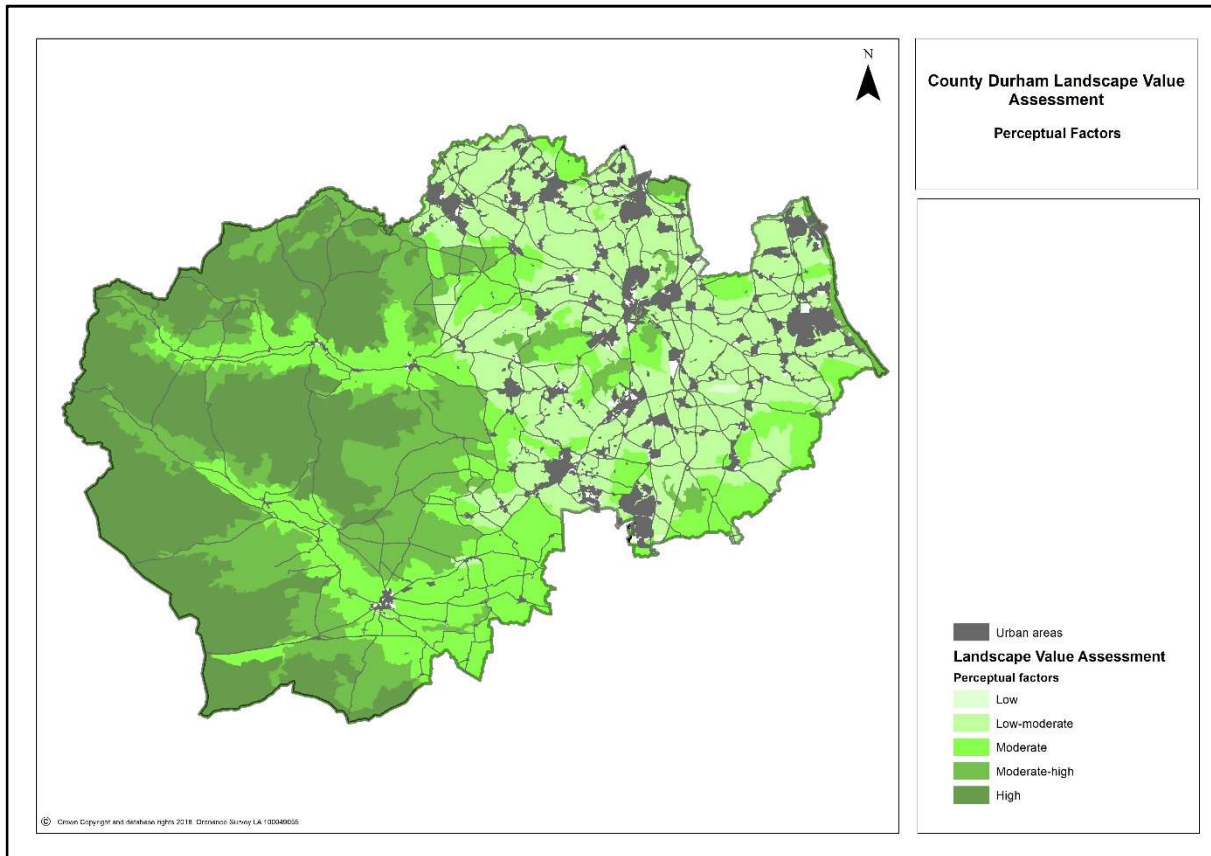 N
County Durham Landscape Value
Assessment
Perceptual Factors
Urban areas
Landscape Value Assessment
Perceptual factors
Low
Low-moderate
Moderate
Moderate-high
High
© Crown Copyright and database rights 2018. Ordnance Survey LA 100049055